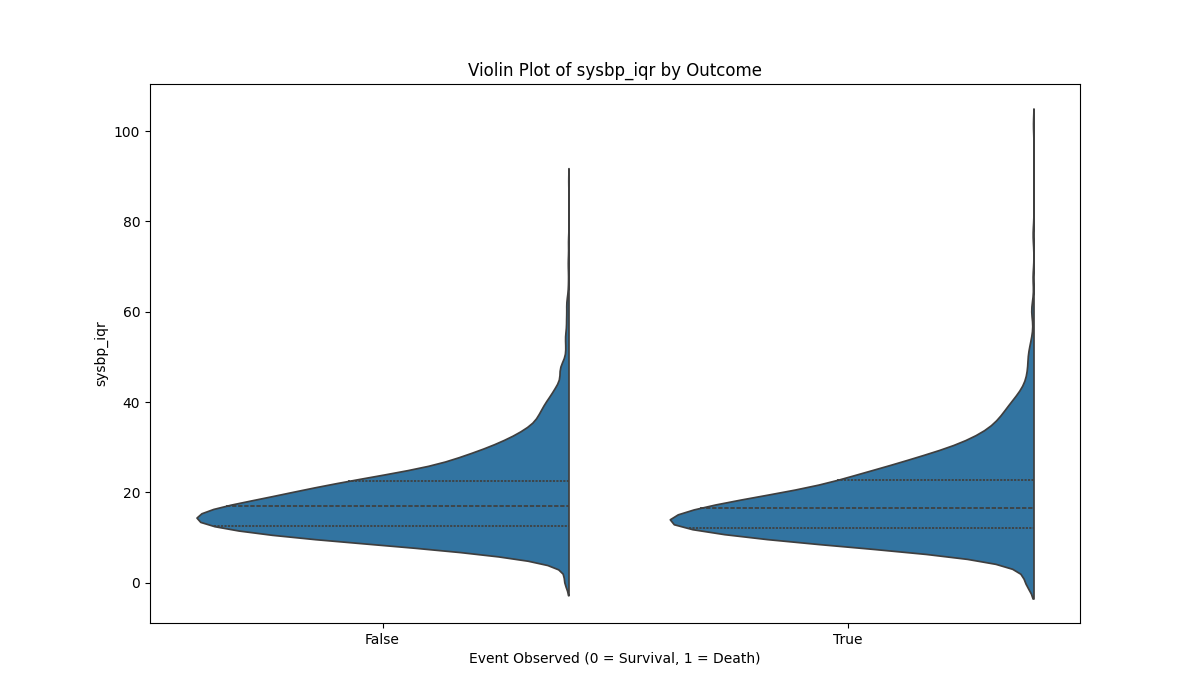 Violin Plot of sysbp_iqr by Outcome
sysbp_iqr
100
80
60
40
20
0
False
True
Event Observed (0 = Survival, 1 = Death)